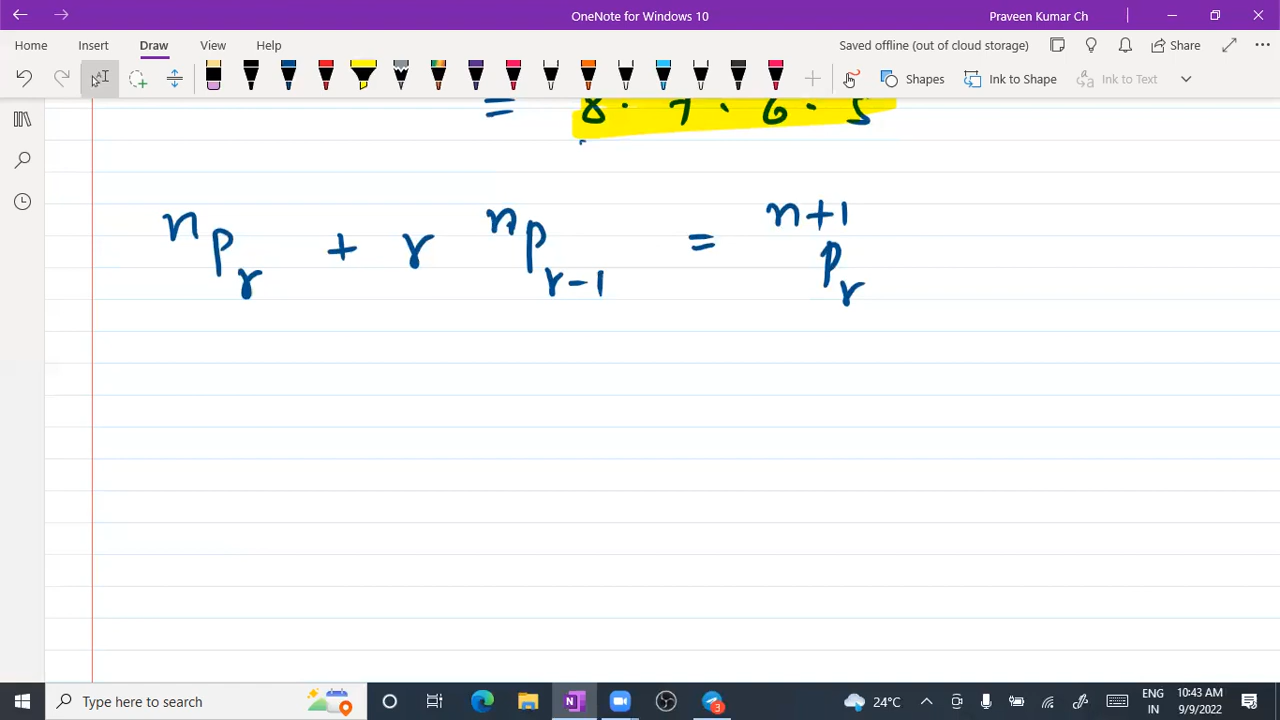 OneNote for Windows 10
Praveen Kumar Ch
Home Insert Draw View Help
Saved offline (out of cloud storage)
Share
Shapes
Ink to Shape
Ink to Text
= 8 · 7 · 6 · 5
ⁿPᵣ + r ⁿPᵣ₋₁ = ⁿ⁺¹Pᵣ
Type here to search
3
24°C
ENG
IN
10:43 AM
9/9/2022